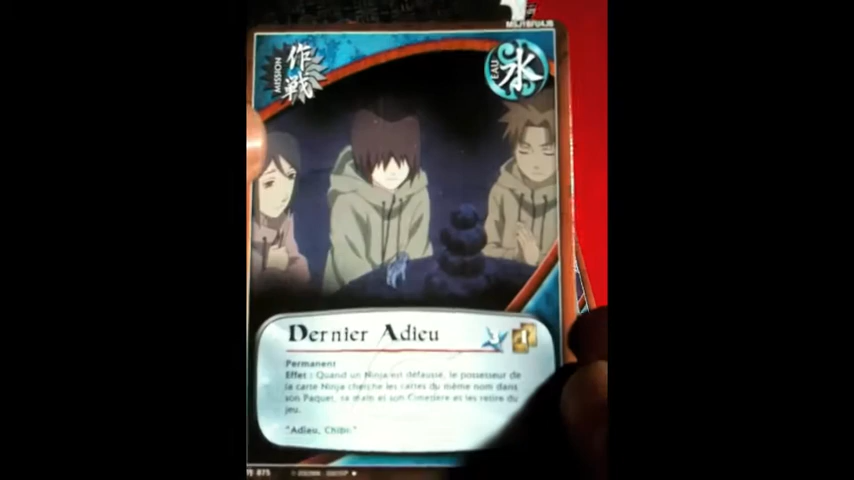 MISSION
作戦
EAU
水
Dernier Adieu
3
1
Permanent
Effet : Quand un Ninja est défaussé, le possesseur de
la carte Ninja cherche les cartes du même nom dans
son Paquet, sa main et son Cimetière et les retire du
jeu.
"Adieu, Chibi."